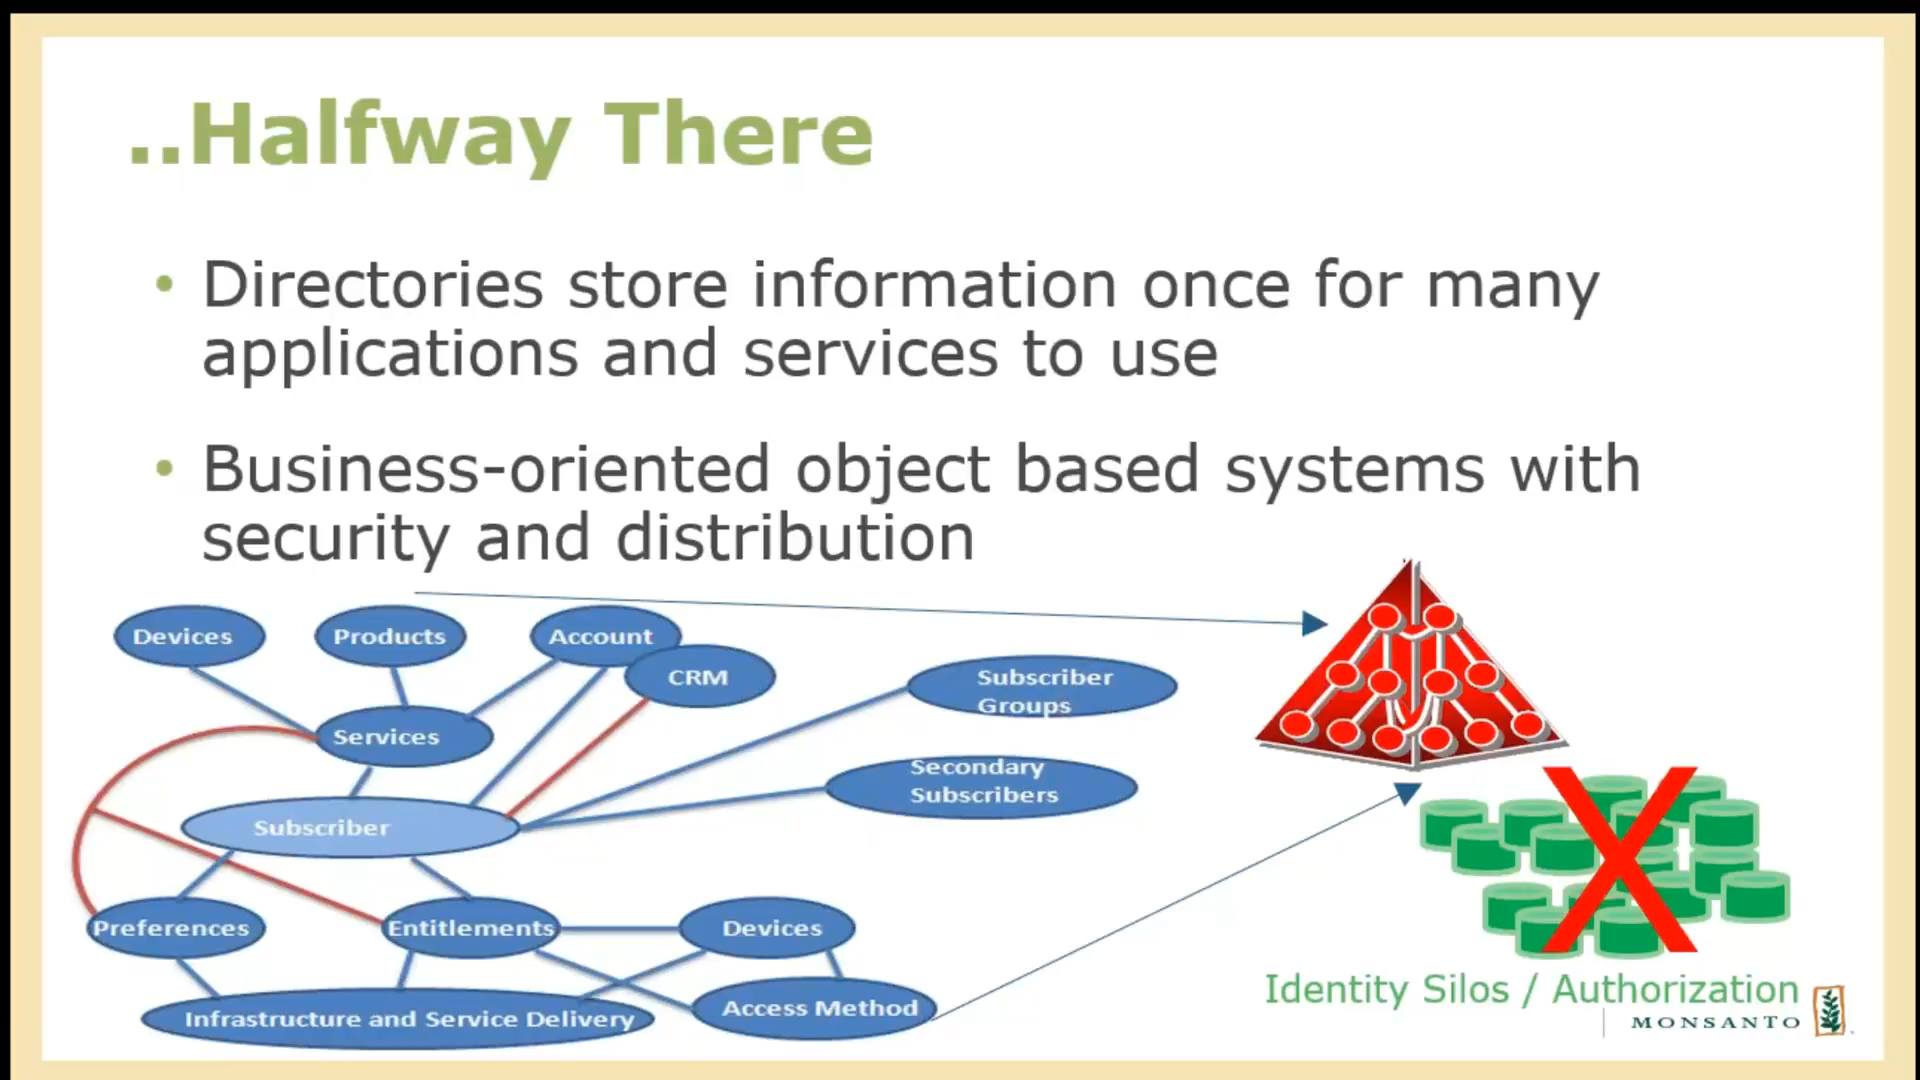 ..Halfway There
• Directories store information once for many
applications and services to use
• Business-oriented object based systems with
security and distribution
Devices
Products
Account
CRM
Subscriber
Groups
Services
Secondary
Subscribers
Subscriber
Preferences
Entitlements
Devices
Infrastructure and Service Delivery
Access Method
Identity Silos / Authorization
MONSANTO